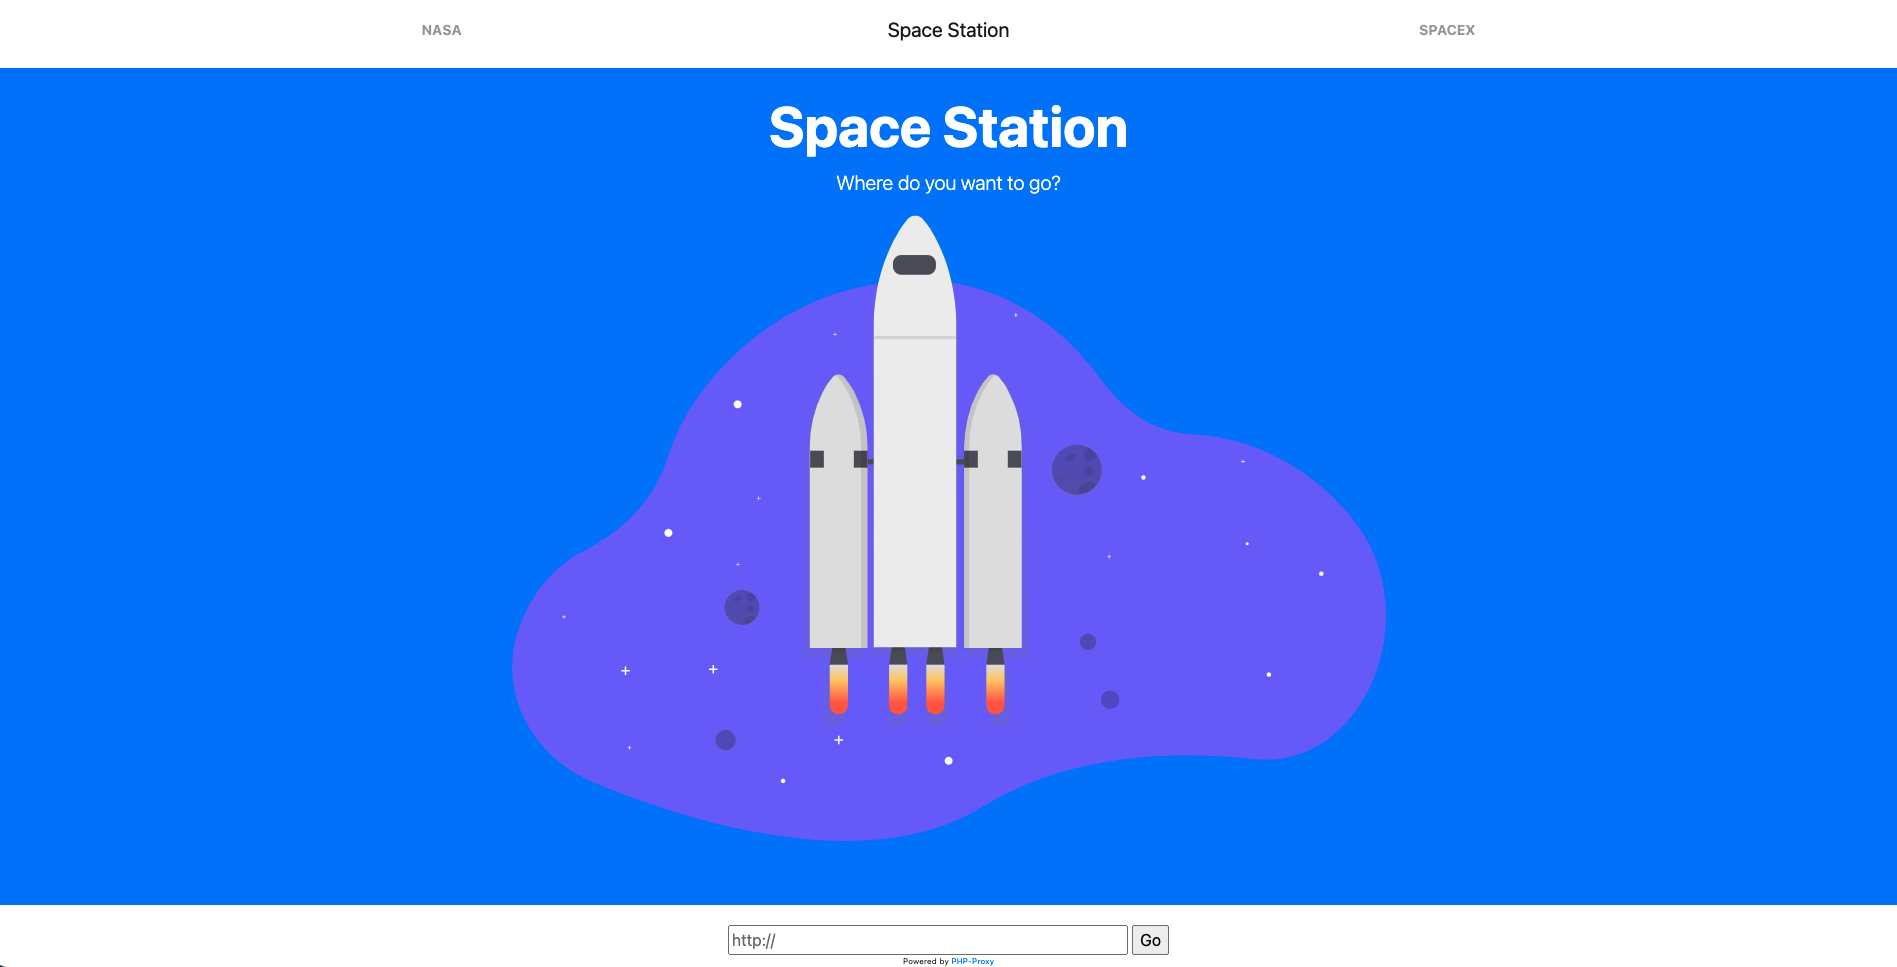 NASA
Space Station
SPACEX
Space Station
Where do you want to go?
http://
Go
Powered by PHP-Proxy